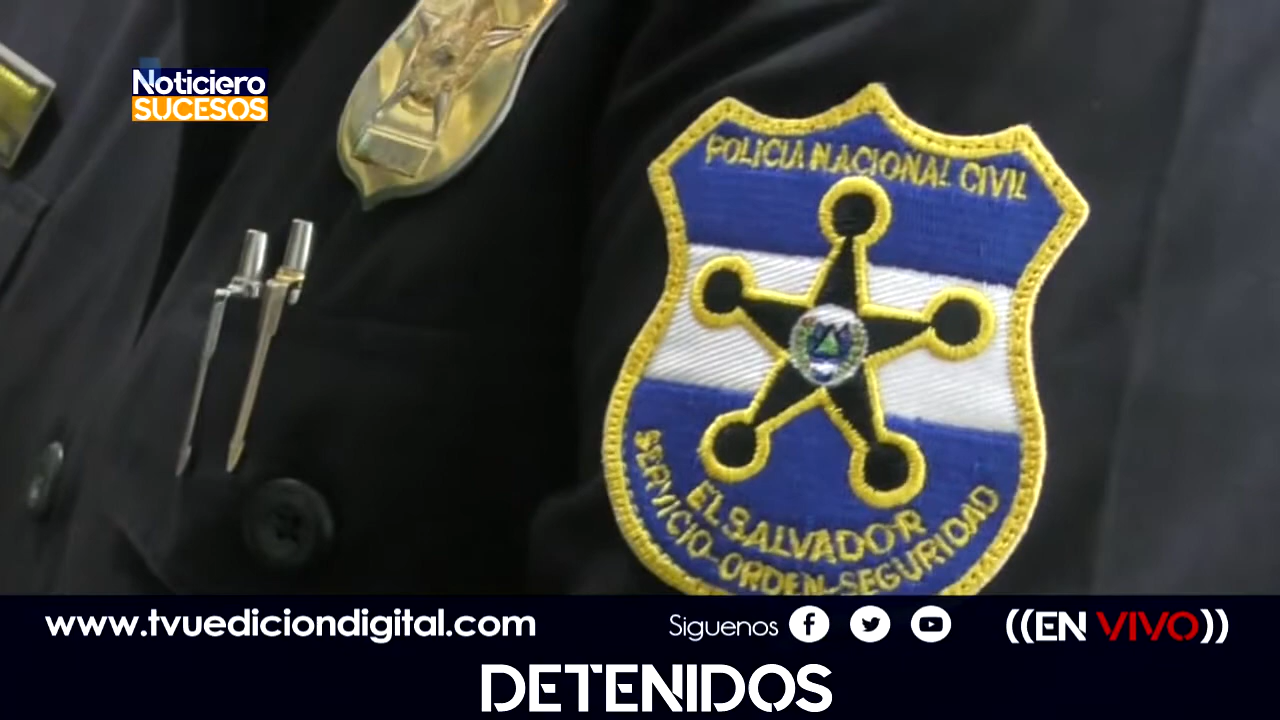 Noticiero
SUCESOS
POLICIA NACIONAL CIVIL
EL SALVADOR
SERVICIO-ORDEN-SEGURIDAD
www.tvuediciondigital.com
Siguenos
((EN VIVO))
DETENIDOS